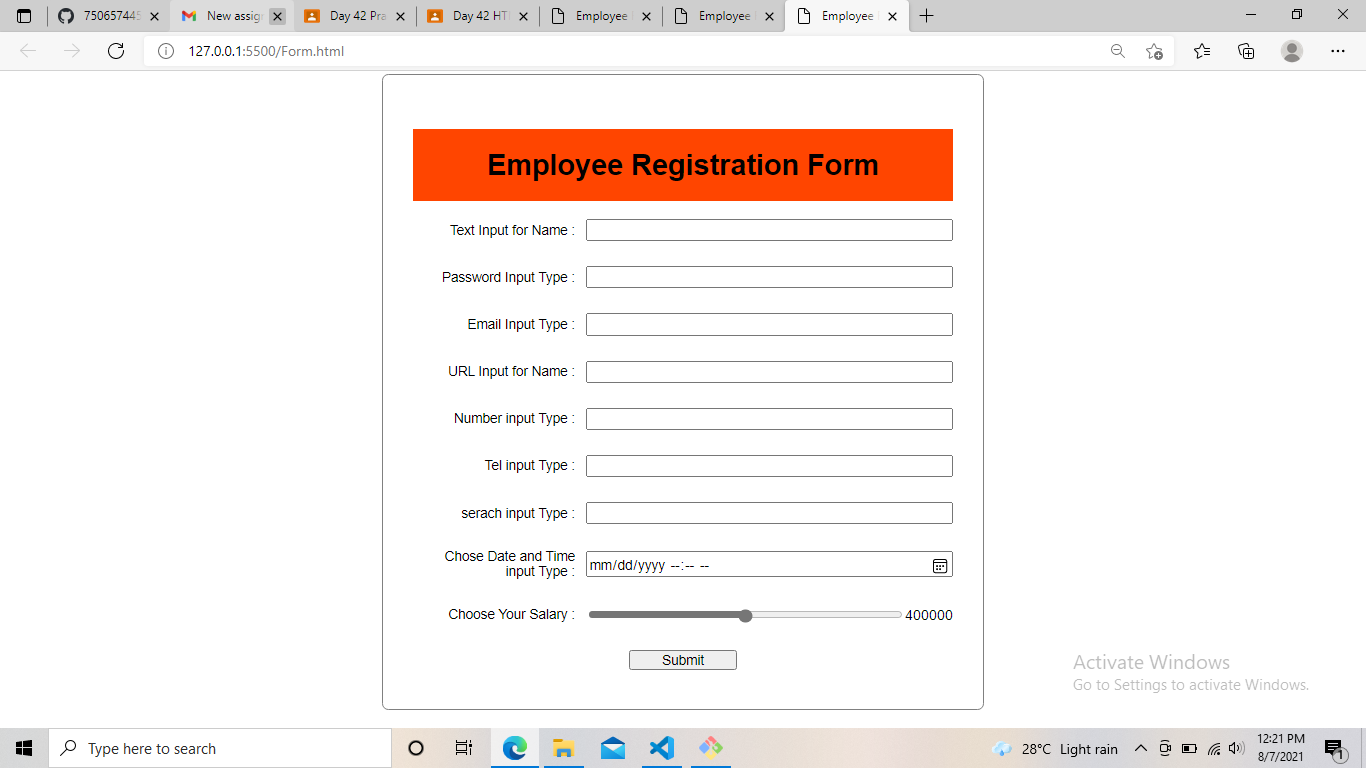 750657445
New assig
Day 42 Pra
Day 42 HT
Employee
Employee
Employee
127.0.0.1:5500/Form.html
Employee Registration Form
Text Input for Name :
Password Input Type :
Email Input Type :
URL Input for Name :
Number input Type :
Tel input Type :
serach input Type :
Chose Date and Time
input Type :
mm/dd/yyyy --:-- --
Choose Your Salary :
400000
Submit
Activate Windows
Go to Settings to activate Windows.
Type here to search
28°C Light rain
12:21 PM
8/7/2021
1